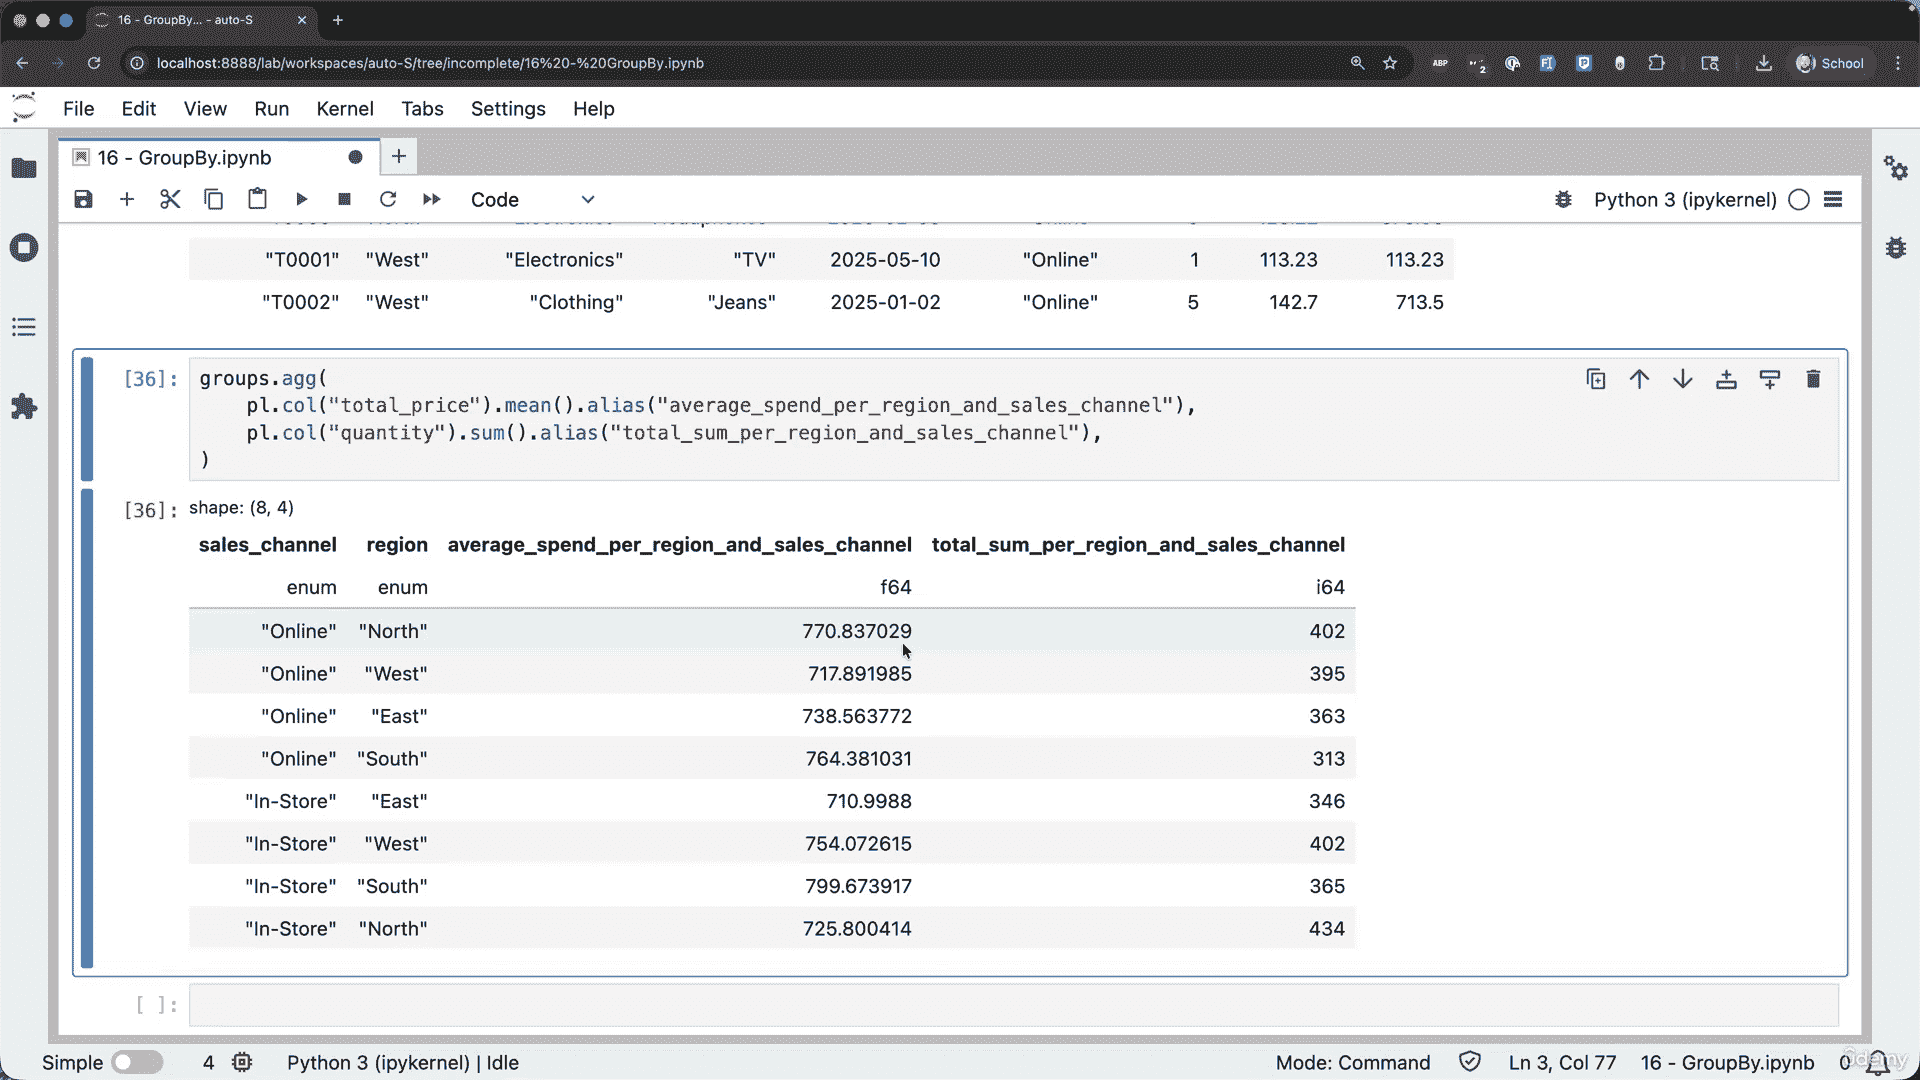 16 - GroupBy... - auto-S
localhost:8888/lab/workspaces/auto-S/tree/incomplete/16%20-%20GroupBy.ipynb
ABP
2
School
File Edit View Run Kernel Tabs Settings Help
16 - GroupBy.ipynb
Code
Python 3 (ipykernel)
"T0001" "West" "Electronics" "TV" 2025-05-10 "Online" 1 113.23 113.23
"T0002" "West" "Clothing" "Jeans" 2025-01-02 "Online" 5 142.7 713.5
[36]: groups.agg(
pl.col("total_price").mean().alias("average_spend_per_region_and_sales_channel"),
pl.col("quantity").sum().alias("total_sum_per_region_and_sales_channel"),
)
[36]: shape: (8, 4)
sales_channel region average_spend_per_region_and_sales_channel total_sum_per_region_and_sales_channel
enum enum f64 i64
"Online" "North" 770.837029 402
"Online" "West" 717.891985 395
"Online" "East" 738.563772 363
"Online" "South" 764.381031 313
"In-Store" "East" 710.9988 346
"In-Store" "West" 754.072615 402
"In-Store" "South" 799.673917 365
"In-Store" "North" 725.800414 434
[ ]:
Simple 4 Python 3 (ipykernel) | Idle Mode: Command Ln 3, Col 77 16 - GroupBy.ipynb 0
udemy